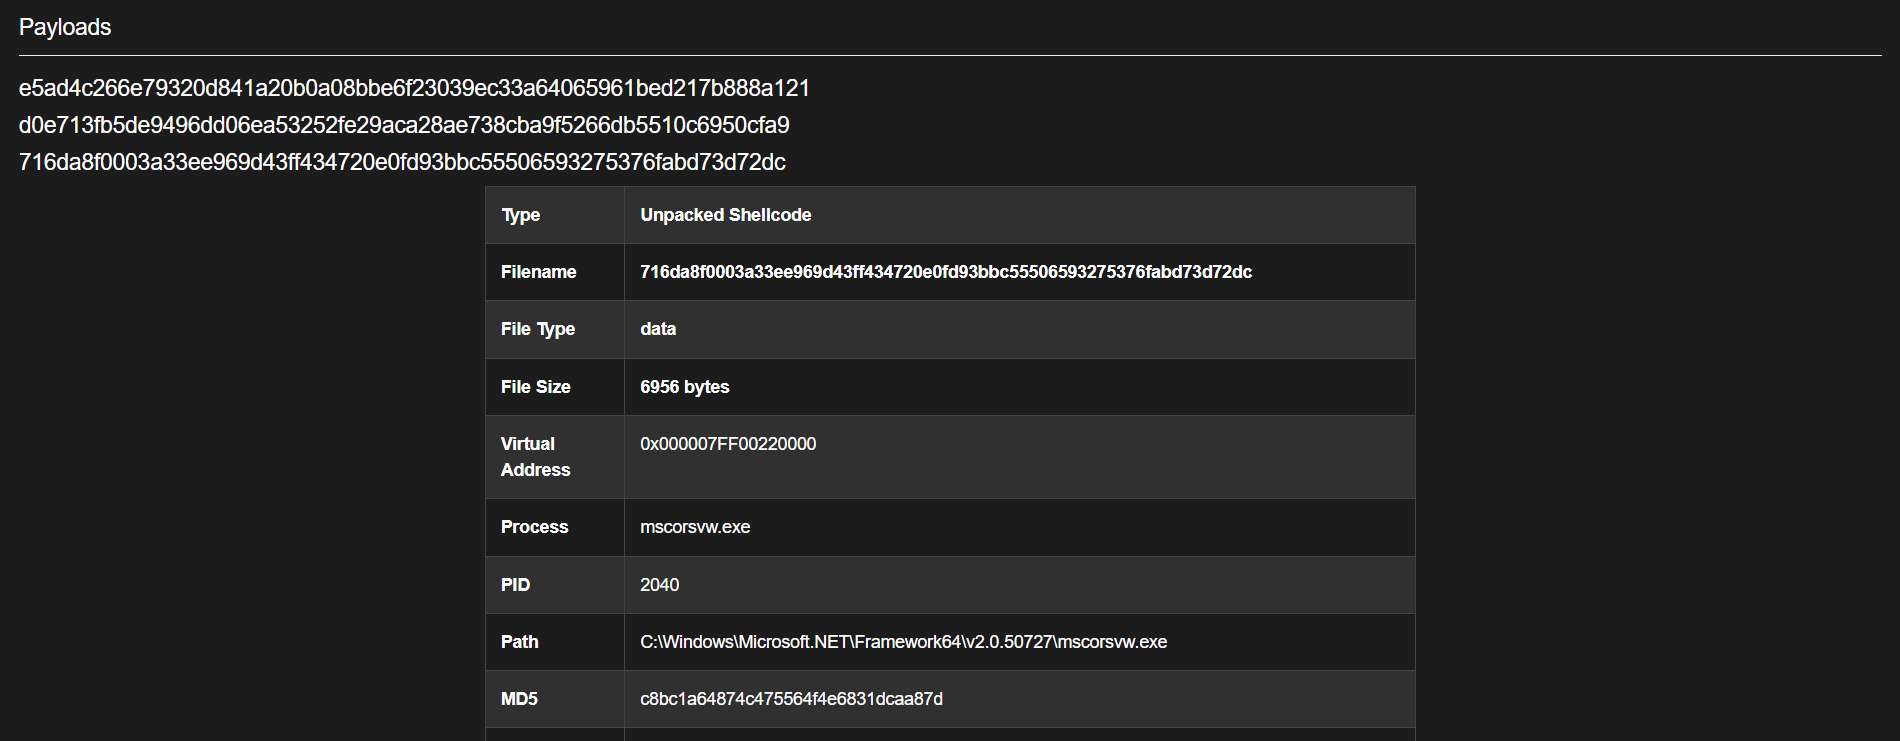 Payloads
e5ad4c266e79320d841a20b0a08bbe6f23039ec33a64065961bed217b888a121
d0e713fb5de9496dd06ea53252fe29aca28ae738cba9f5266db5510c6950cfa9
716da8f0003a33ee969d43ff434720e0fd93bbc55506593275376fabd73d72dc
Type Unpacked Shellcode
Filename 716da8f0003a33ee969d43ff434720e0fd93bbc55506593275376fabd73d72dc
File Type data
File Size 6956 bytes
Virtual Address 0x000007FF00220000
Process mscorsvw.exe
PID 2040
Path C:\Windows\Microsoft.NET\Framework64\v2.0.50727\mscorsvw.exe
MD5 c8bc1a64874c475564f4e6831dcaa87d